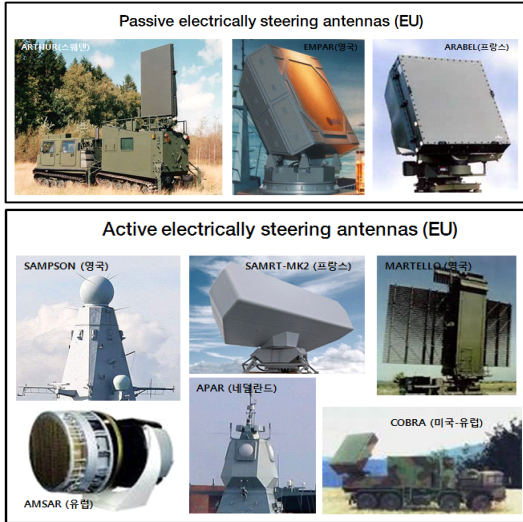 Passive electrically steering antennas (EU)
ARTHUR(스웨덴)
EMPAR(영국)
ARABEL(프랑스)
Active electrically steering antennas (EU)
SAMPSON (영국)
SAMRT-MK2 (프랑스)
MARTELLO (영국)
APAR (네덜란드)
COBRA (미국-유럽)
AMSAR (유럽)